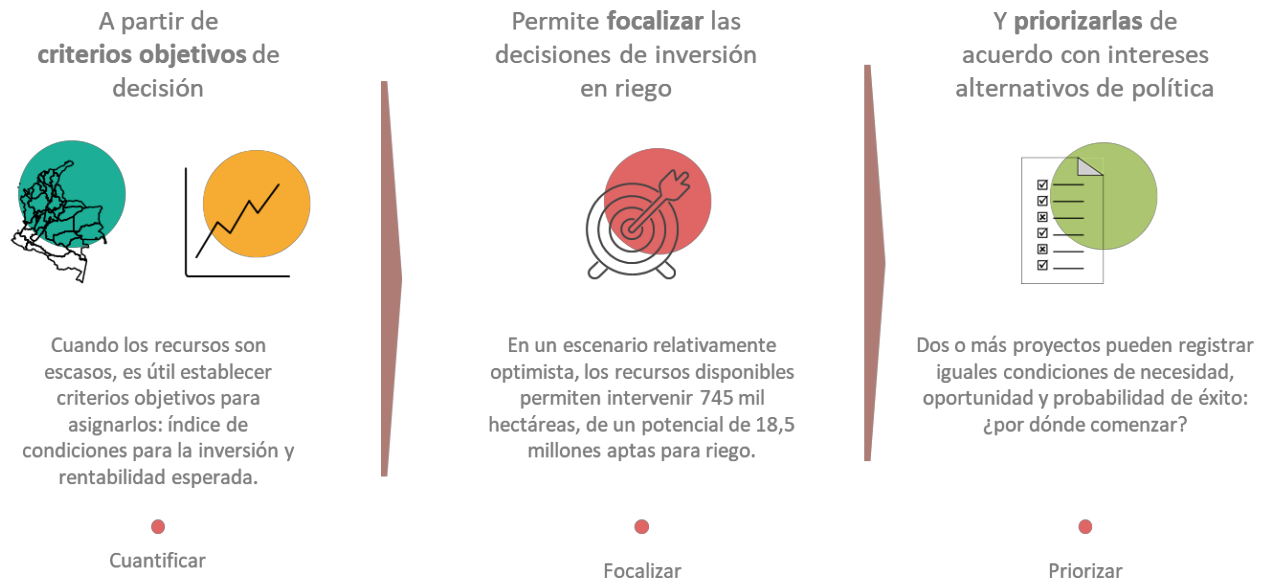 A partir de
criterios objetivos de
decisión
Cuando los recursos son
escasos, es útil establecer
criterios objetivos para
asignarlos: índice de
condiciones para la inversión y
rentabilidad esperada.
Cuantificar
Permite focalizar las
decisiones de inversión
en riego
En un escenario relativamente
optimista, los recursos disponibles
permiten intervenir 745 mil
hectáreas, de un potencial de 18,5
millones aptas para riego.
Focalizar
Y priorizarlas de
acuerdo con intereses
alternativos de política
Dos o más proyectos pueden registrar
iguales condiciones de necesidad,
oportunidad y probabilidad de éxito:
¿por dónde comenzar?
Priorizar